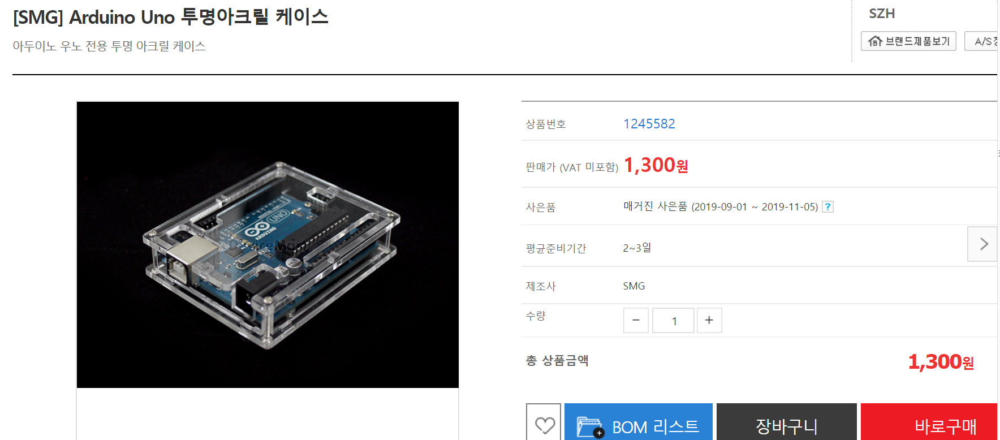 [SMG] Arduino Uno 투명아크릴 케이스
아두이노 우노 전용 투명 아크릴 케이스
SZH
브랜드제품보기
A/S
ARDUINO
UNO
상품번호 1245582
판매가 (VAT 미포함) 1,300원
사은품 매거진 사은품 (2019-09-01 ~ 2019-11-05) ?
평균준비기간 2~3일
제조사 SMG
수량 − 1 +
총 상품금액 1,300원
BOM 리스트
장바구니
바로구매